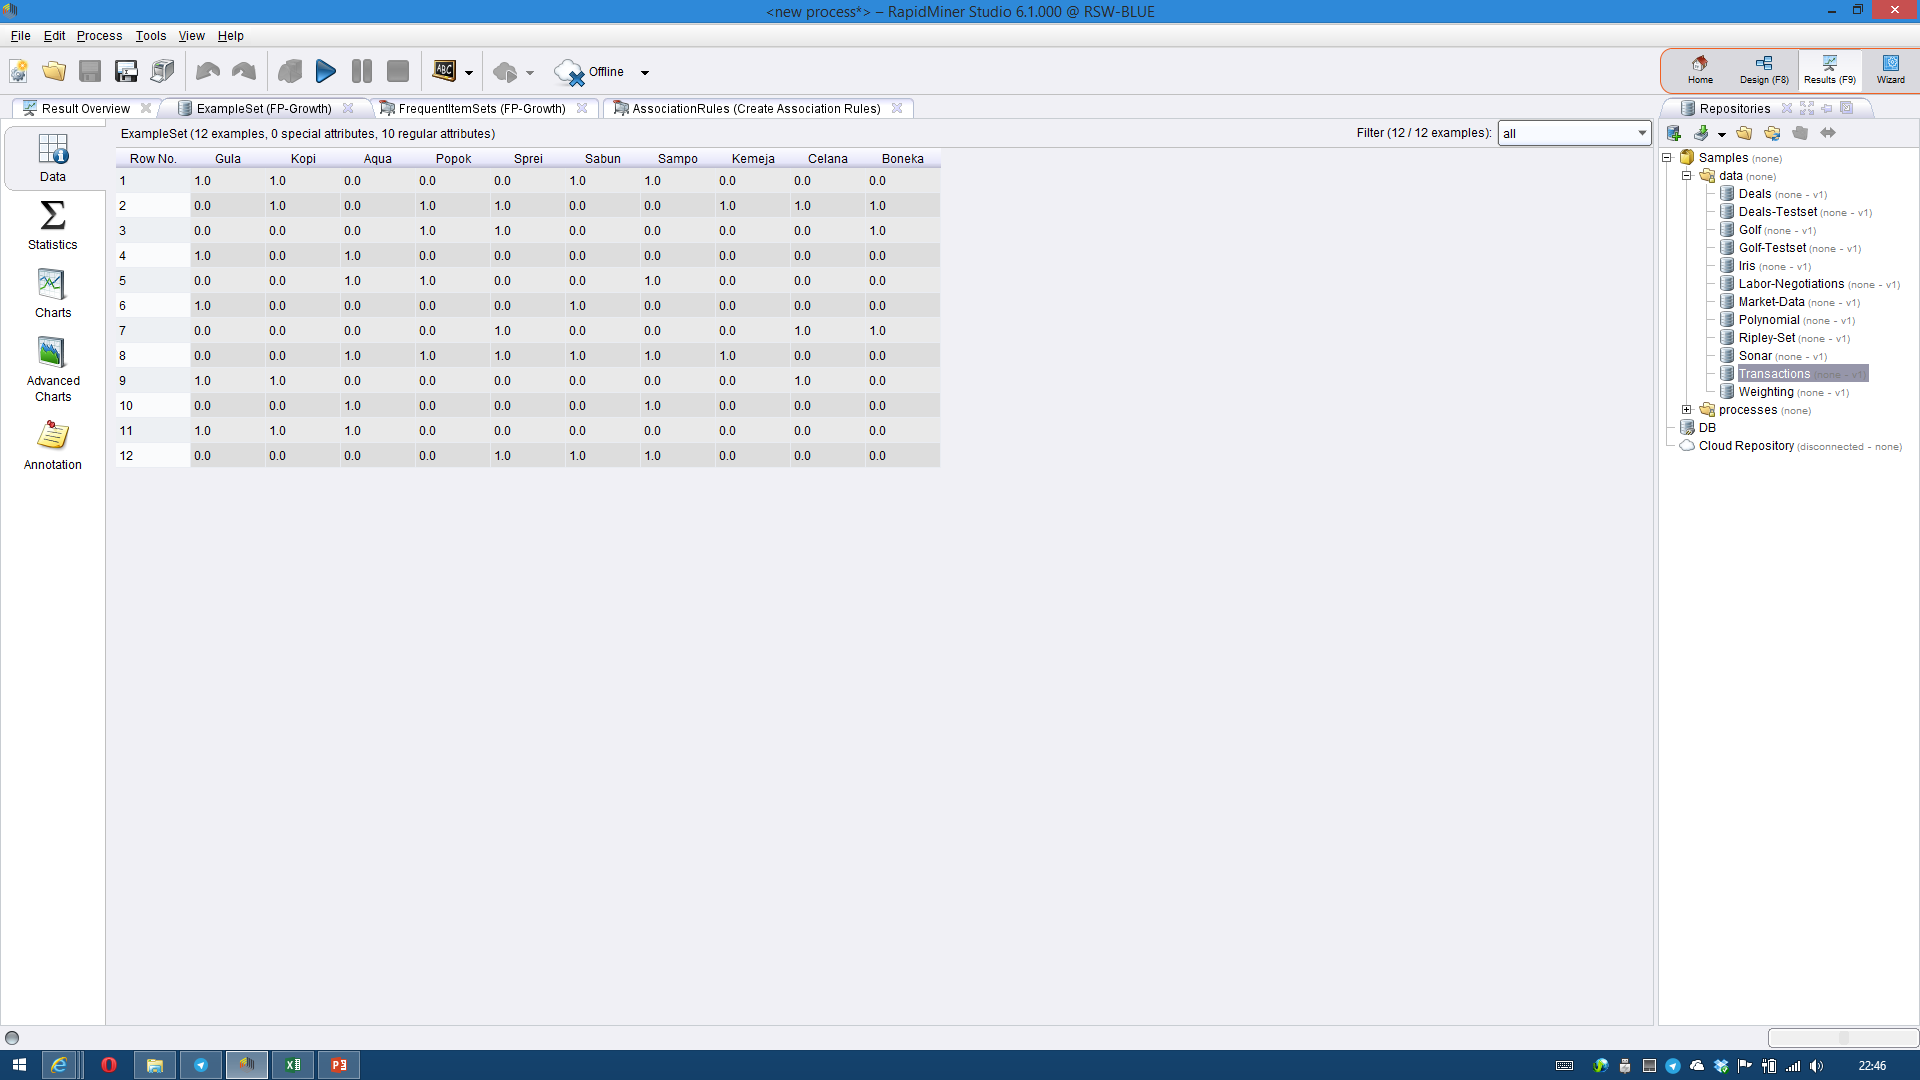 <new process*> – RapidMiner Studio 6.1.000 @ RSW-BLUE
File Edit Process Tools View Help
ABC Offline
Home Design (F8) Results (F9) Wizard
Result Overview ExampleSet (FP-Growth) FrequentItemSets (FP-Growth) AssociationRules (Create Association Rules) Repositories
ExampleSet (12 examples, 0 special attributes, 10 regular attributes) Filter (12 / 12 examples): all
Data
Statistics
Charts
Advanced
Charts
Annotation
Row No. Gula Kopi Aqua Popok Sprei Sabun Sampo Kemeja Celana Boneka
1 1.0 1.0 0.0 0.0 0.0 1.0 1.0 0.0 0.0 0.0
2 0.0 1.0 0.0 1.0 1.0 0.0 0.0 1.0 1.0 1.0
3 0.0 0.0 0.0 1.0 1.0 0.0 0.0 0.0 0.0 1.0
4 1.0 0.0 1.0 0.0 0.0 0.0 0.0 0.0 0.0 0.0
5 0.0 0.0 1.0 1.0 0.0 0.0 1.0 0.0 0.0 0.0
6 1.0 0.0 0.0 0.0 0.0 1.0 0.0 0.0 0.0 0.0
7 0.0 0.0 0.0 0.0 1.0 0.0 0.0 0.0 1.0 1.0
8 0.0 0.0 1.0 1.0 1.0 1.0 1.0 1.0 0.0 0.0
9 1.0 1.0 0.0 0.0 0.0 0.0 0.0 0.0 1.0 0.0
10 0.0 0.0 1.0 0.0 0.0 0.0 1.0 0.0 0.0 0.0
11 1.0 1.0 1.0 0.0 0.0 0.0 0.0 0.0 0.0 0.0
12 0.0 0.0 0.0 0.0 1.0 1.0 1.0 0.0 0.0 0.0
Samples (none)
data (none)
Deals (none - v1)
Deals-Testset (none - v1)
Golf (none - v1)
Golf-Testset (none - v1)
Iris (none - v1)
Labor-Negotiations (none - v1)
Market-Data (none - v1)
Polynomial (none - v1)
Ripley-Set (none - v1)
Sonar (none - v1)
Transactions (none - v1)
Weighting (none - v1)
processes (none)
DB
Cloud Repository (disconnected - none)
22:46